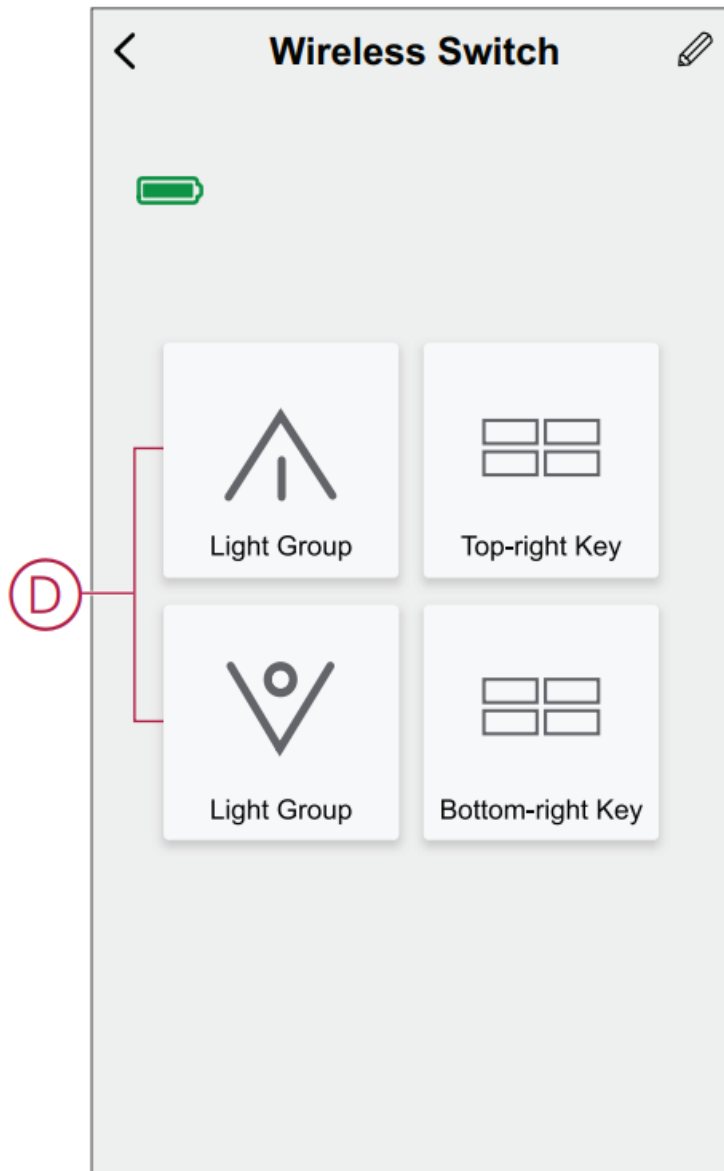 Wireless Switch
Light Group
Top-right Key
D
Light Group
Bottom-right Key